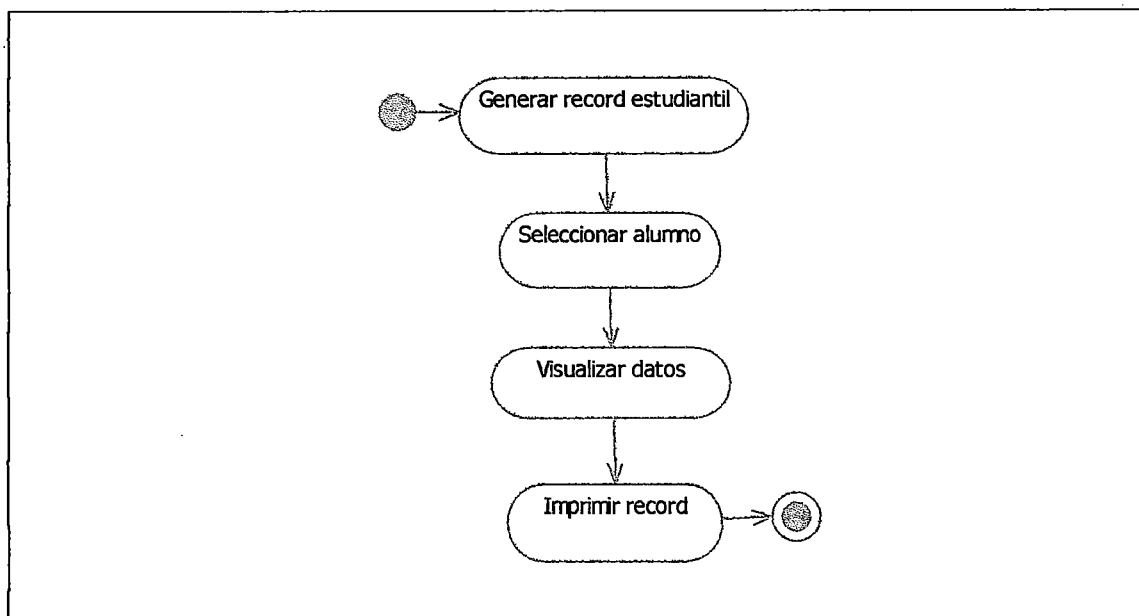 Generar record estudiantil
Seleccionar alumno
Visualizar datos
Imprimir record